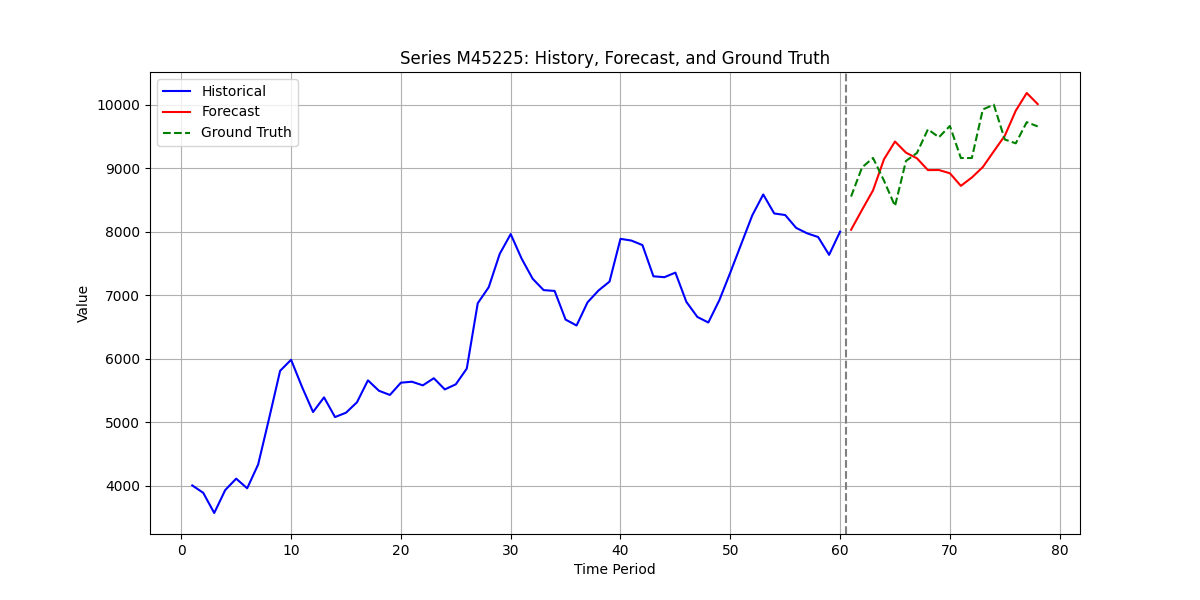 Series M45225: History, Forecast, and Ground Truth
Historical
Forecast
Ground Truth
10000
9000
8000
7000
6000
5000
4000
Value
0 10 20 30 40 50 60 70 80
Time Period